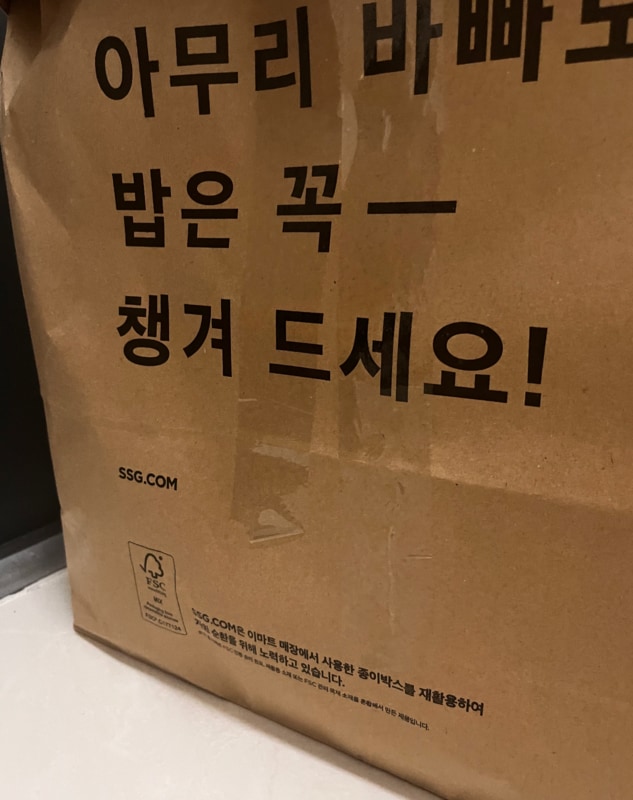 아무리 바빠도
밥은 꼭 —
챙겨 드세요!
SSG.COM
FSC
MIX
SSG.COM은 이마트 매장에서 사용한 종이박스를 재활용하여
자원 순환을 위해 노력하고 있습니다.